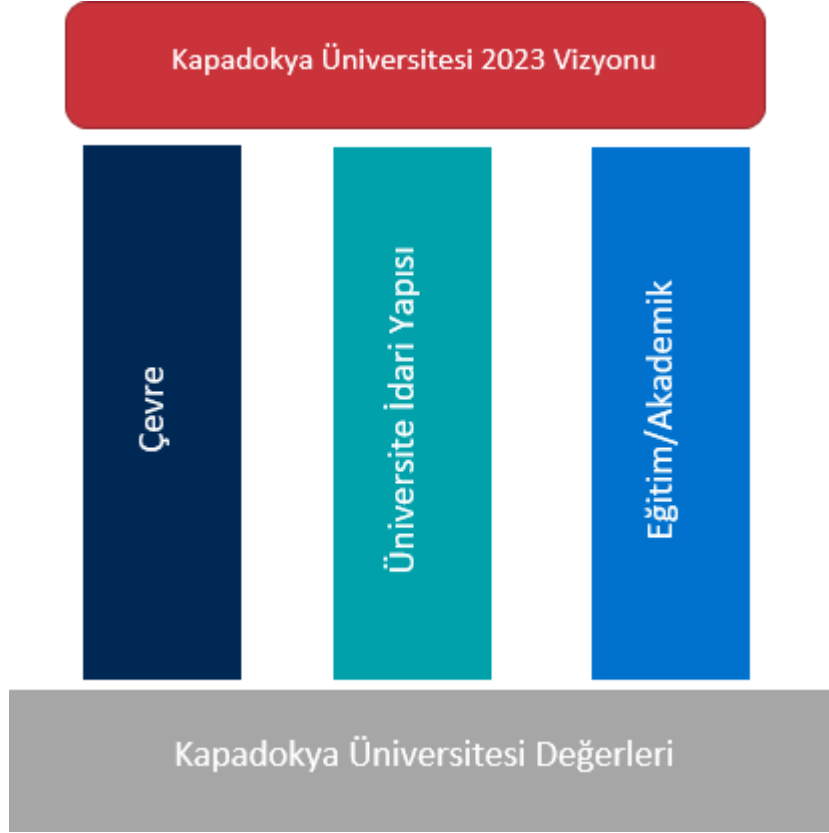 Kapadokya Üniversitesi 2023 Vizyonu
Çevre
Üniversite İdari Yapısı
Eğitim/Akademik
Kapadokya Üniversitesi Değerleri